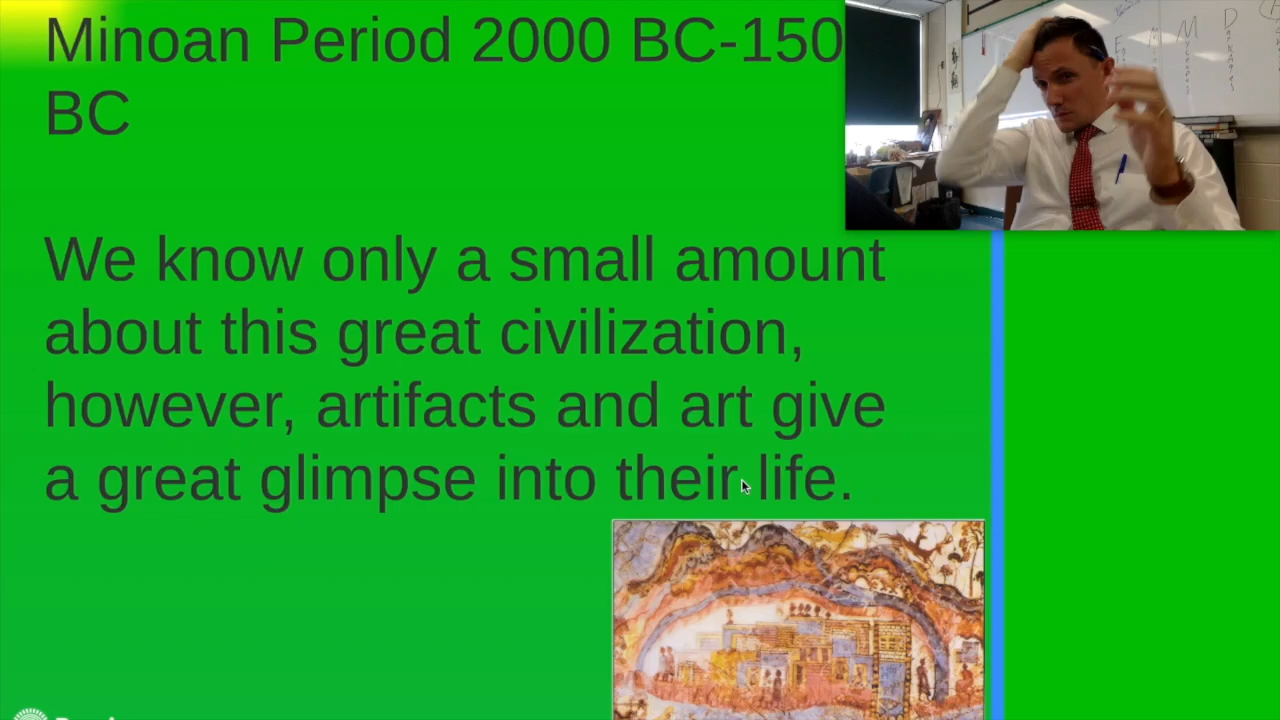 Minoan Period 2000 BC-150
BC
We know only a small amount
about this great civilization,
however, artifacts and art give
a great glimpse into their life.